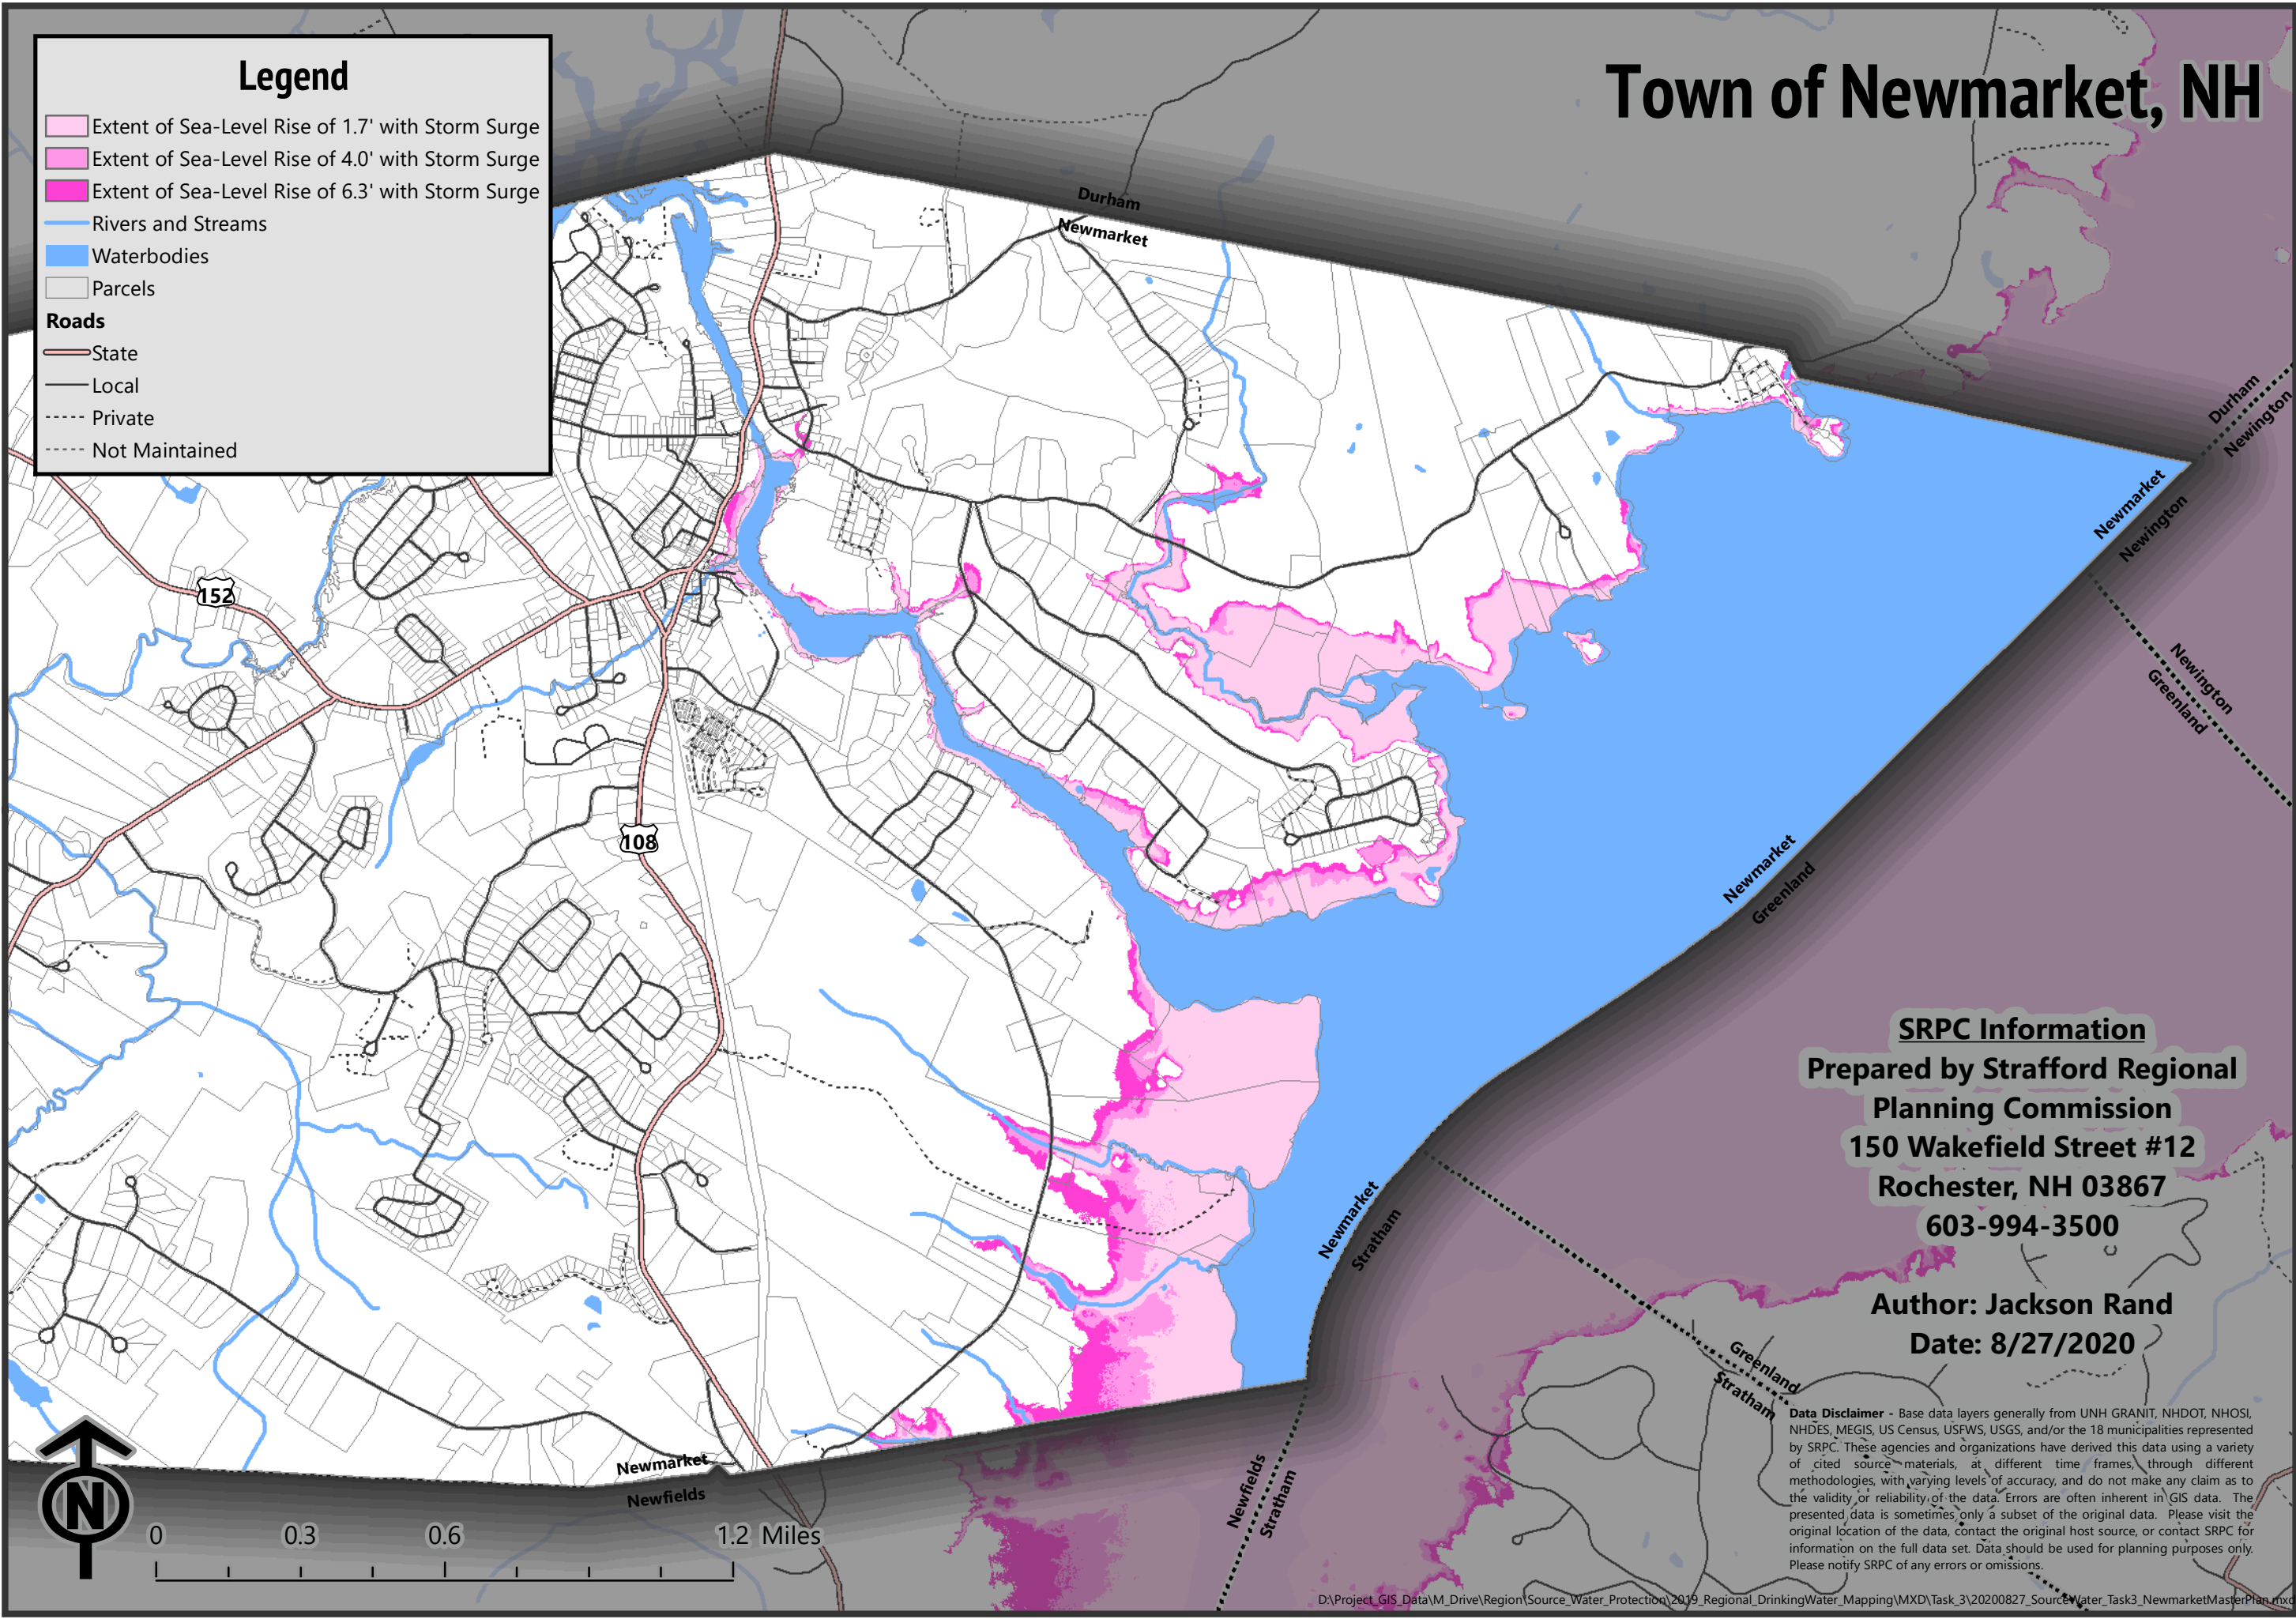 Town of Newmarket, NH
Legend
Extent of Sea-Level Rise of 1.7' with Storm Surge
Extent of Sea-Level Rise of 4.0' with Storm Surge
Extent of Sea-Level Rise of 6.3' with Storm Surge
Rivers and Streams
Waterbodies
Parcels
Roads
State
Local
Private
Not Maintained
Durham
Newmarket
Durham
Newington
Newmarket
Newington
152
Newington
Greenland
108
Newmarket
Greenland
Newmarket
Stratham
SRPC Information
Prepared by Strafford Regional
Planning Commission
150 Wakefield Street #12
Rochester, NH 03867
603-994-3500
Author: Jackson Rand
Date: 8/27/2020
Greenland
Stratham
Newmarket
Newfields
Newfields
Stratham
N
0 0.3 0.6 1.2 Miles
Data Disclaimer - Base data layers generally from UNH GRANIT, NHDOT, NHOSI,
NHDES, MEGIS, US Census, USFWS, USGS, and/or the 18 municipalities represented
by SRPC. These agencies and organizations have derived this data using a variety
of cited source materials, at different time frames, through different
methodologies, with varying levels of accuracy, and do not make any claim as to
the validity or reliability of the data. Errors are often inherent in GIS data. The
presented data is sometimes only a subset of the original data. Please visit the
original location of the data, contact the original host source, or contact SRPC for
information on the full data set. Data should be used for planning purposes only.
Please notify SRPC of any errors or omissions.
D:\Project_GIS_Data\M_Drive\Region\Source_Water_Protection\2019_Regional_DrinkingWater_Mapping\MXD\Task_3\20200827_SourceWater_Task3_NewmarketMasterPlan.mx